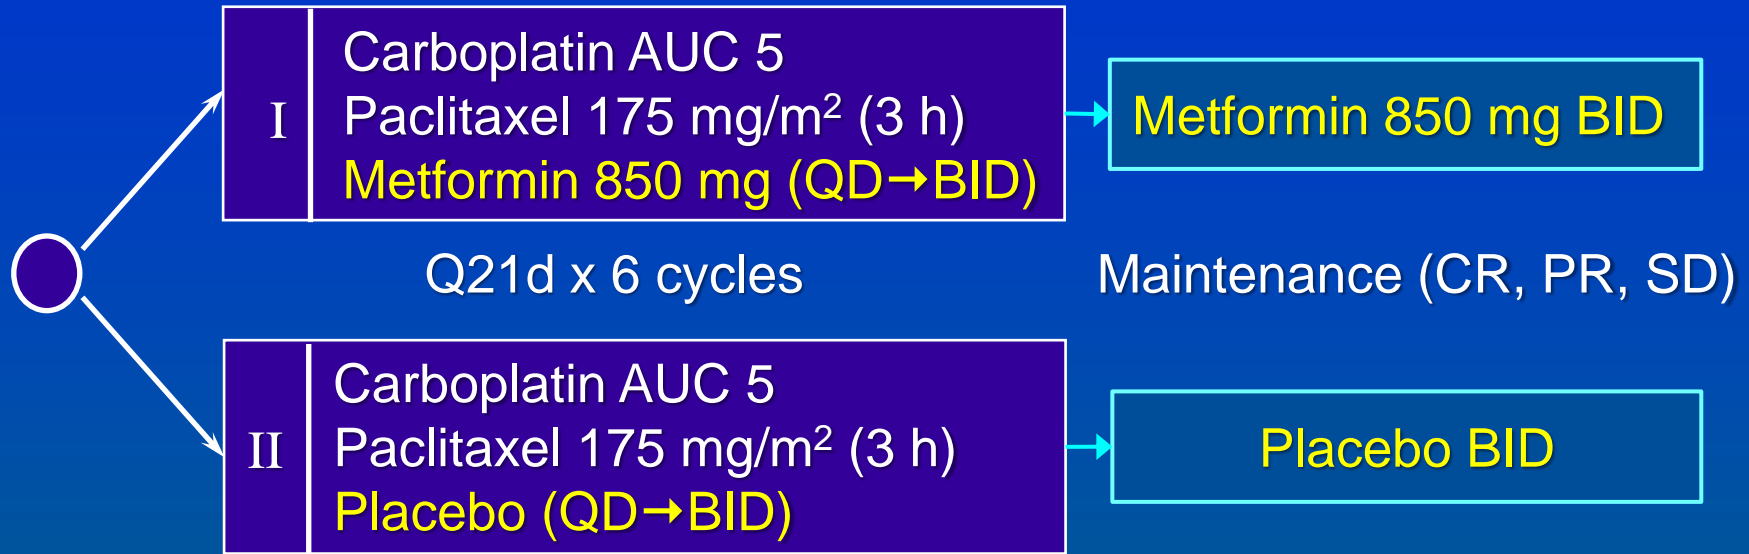 I
Carboplatin AUC 5
Paclitaxel 175 mg/m² (3 h)
Metformin 850 mg (QD→BID)
Metformin 850 mg BID
Q21d x 6 cycles
Maintenance (CR, PR, SD)
II
Carboplatin AUC 5
Paclitaxel 175 mg/m² (3 h)
Placebo (QD→BID)
Placebo BID